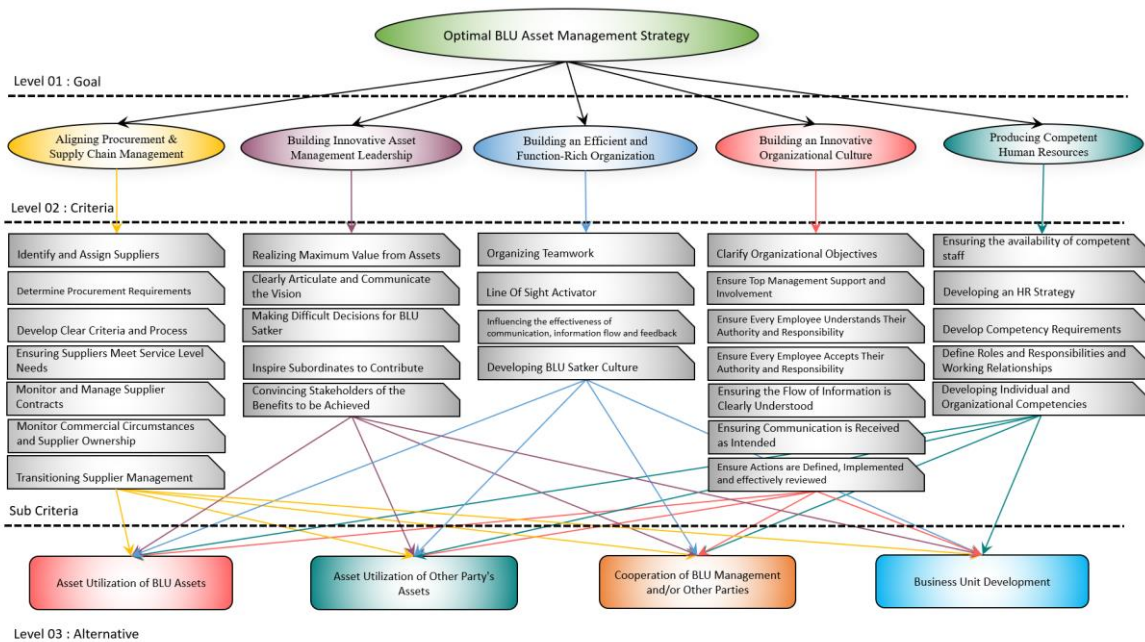 Optimal BLU Asset Management Strategy
Level 01 : Goal
Aligning Procurement &
Supply Chain Management
Building Innovative Asset
Management Leadership
Building an Efficient and
Function-Rich Organization
Building an Innovative
Organizational Culture
Producing Competent
Human Resources
Level 02 : Criteria
Identify and Assign Suppliers
Determine Procurement Requirements
Develop Clear Criteria and Process
Ensuring Suppliers Meet Service Level
Needs
Monitor and Manage Supplier
Contracts
Monitor Commercial Circumstances
and Supplier Ownership
Transitioning Supplier Management
Realizing Maximum Value from Assets
Clearly Articulate and Communicate
the Vision
Making Difficult Decisions for BLU
Satker
Inspire Subordinates to Contribute
Convincing Stakeholders of the
Benefits to be Achieved
Organizing Teamwork
Line Of Sight Activator
Influencing the effectiveness of
communication, information flow and feedback
Developing BLU Satker Culture
Clarify Organizational Objectives
Ensure Top Management Support and
Involvement
Ensure Every Employee Understands Their
Authority and Responsibility
Ensure Every Employee Accepts Their
Authority and Responsibility
Ensuring the Flow of Information is
Clearly Understood
Ensuring Communication is Received
as Intended
Ensure Actions are Defined, Implemented
and effectively reviewed
Ensuring the availability of competent
staff
Developing an HR Strategy
Develop Competency Requirements
Define Roles and Responsibilities and
Working Relationships
Developing Individual and
Organizational Competencies
Sub Criteria
Asset Utilization of BLU Assets
Asset Utilization of Other Party's
Assets
Cooperation of BLU Management
and/or Other Parties
Business Unit Development
Level 03 : Alternative